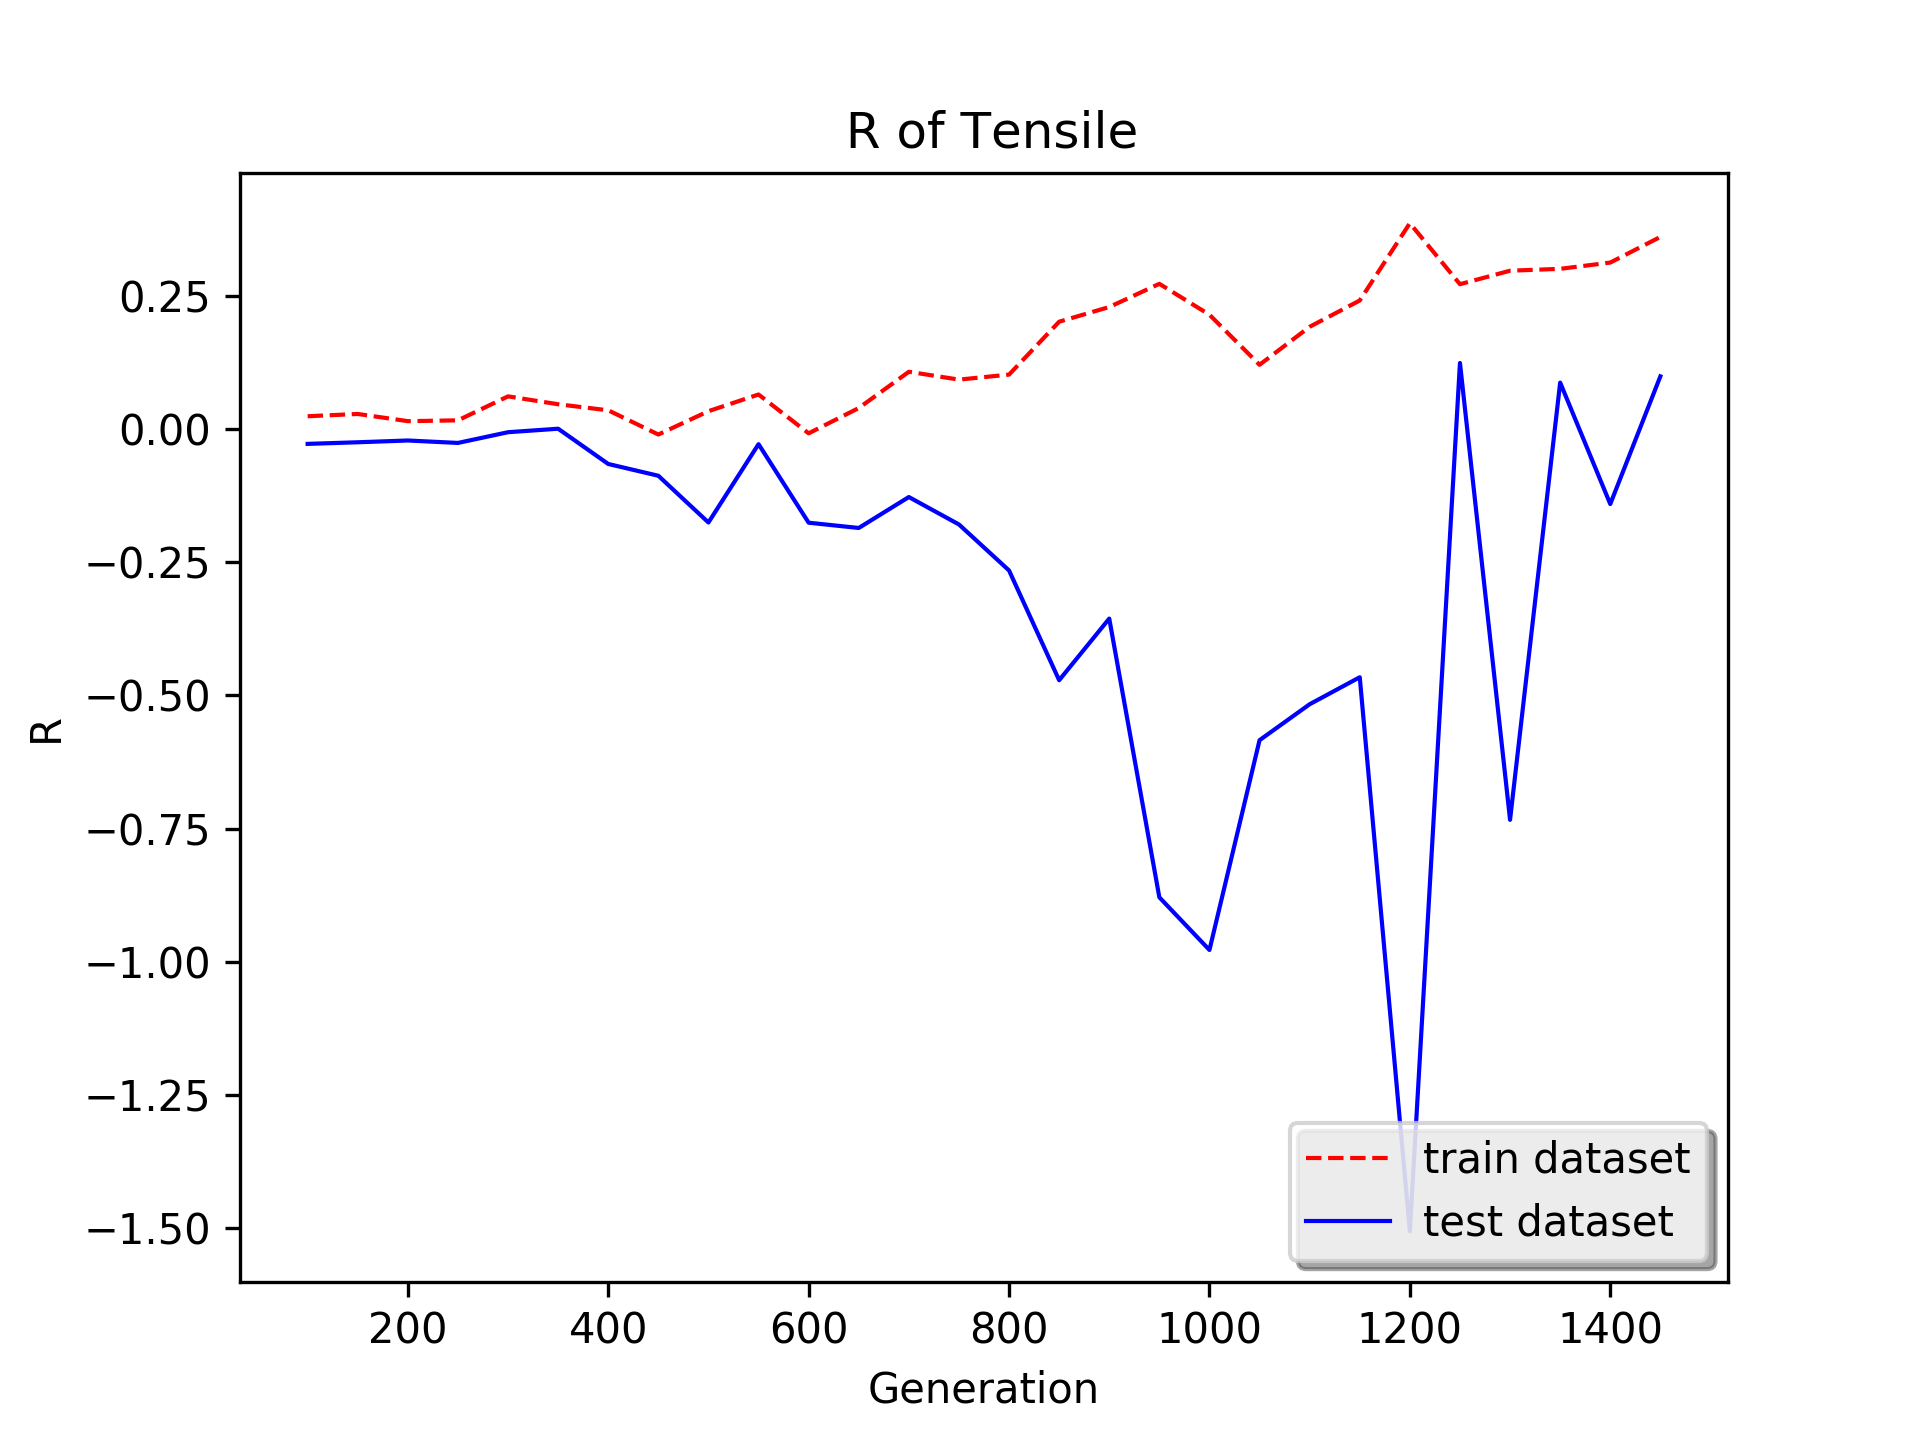 R of Tensile
R
0.25
0.00
−0.25
−0.50
−0.75
−1.00
−1.25
−1.50
train dataset
test dataset
200 400 600 800 1000 1200 1400
Generation